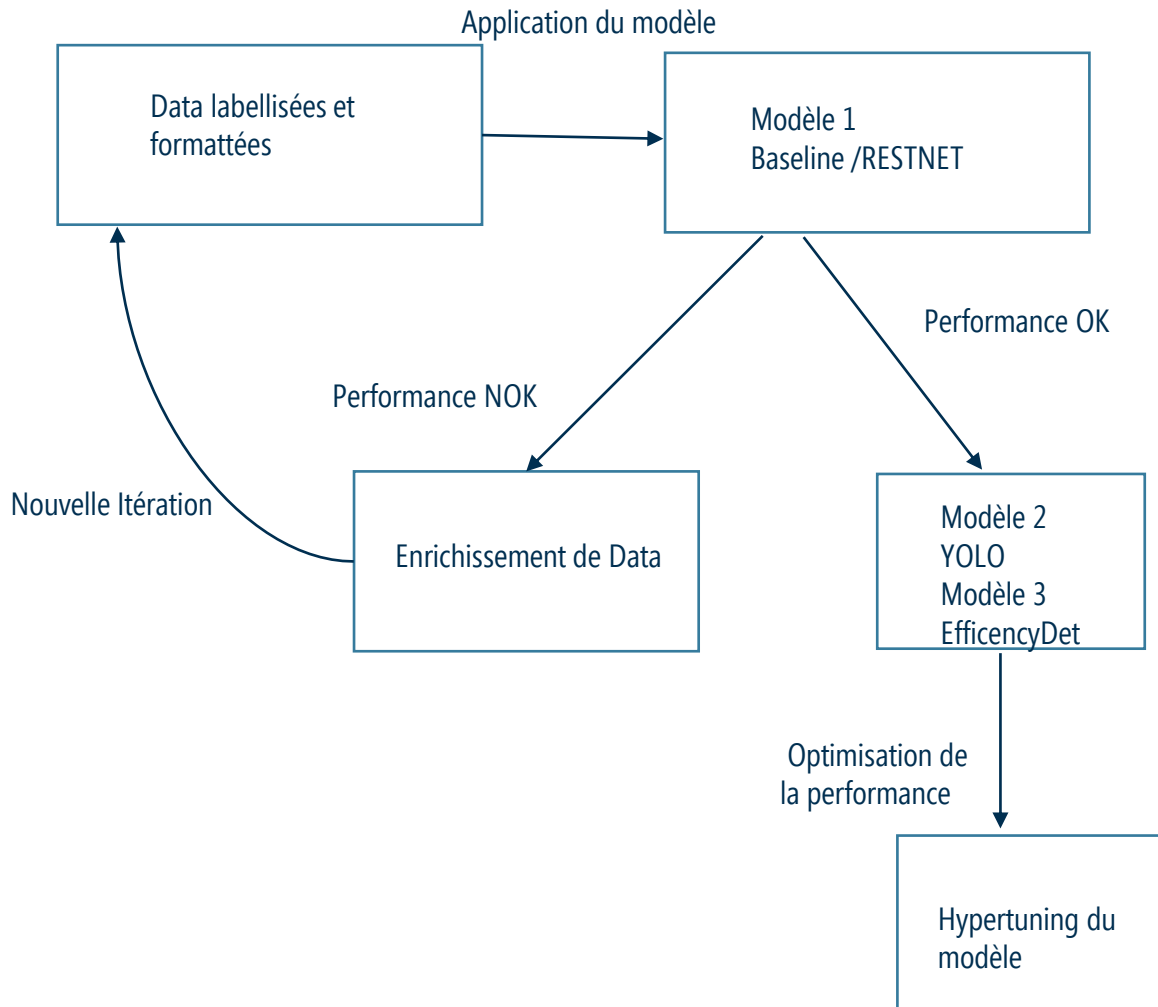 Application du modèle
Data labellisées et
formattées
Modèle 1
Baseline /RESTNET
Performance OK
Performance NOK
Nouvelle Itération
Enrichissement de Data
Modèle 2
YOLO
Modèle 3
EfficencyDet
Optimisation de
la performance
Hypertuning du
modèle